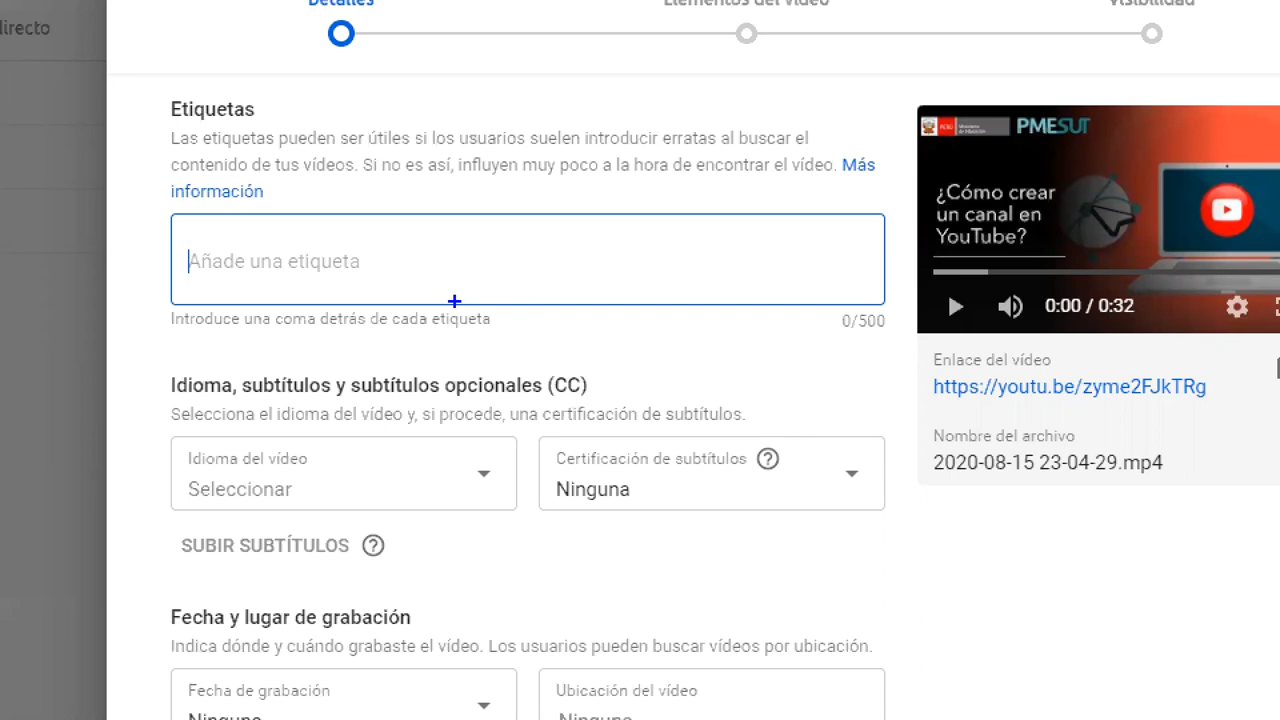 Detalles
Elementos del vídeo
Visibilidad
directo
Etiquetas
Las etiquetas pueden ser útiles si los usuarios suelen introducir erratas al buscar el
contenido de tus vídeos. Si no es así, influyen muy poco a la hora de encontrar el vídeo. Más
información
Añade una etiqueta
Introduce una coma detrás de cada etiqueta
0/500
Idioma, subtítulos y subtítulos opcionales (CC)
Selecciona el idioma del vídeo y, si procede, una certificación de subtítulos.
Idioma del vídeo
Seleccionar
Certificación de subtítulos
Ninguna
SUBIR SUBTÍTULOS
Fecha y lugar de grabación
Indica dónde y cuándo grabaste el vídeo. Los usuarios pueden buscar vídeos por ubicación.
Fecha de grabación
Ninguna
Ubicación del vídeo
Ninguna
PERÚ
PMESUT
¿Cómo crear
un canal en
YouTube?
0:00 / 0:32
Enlace del vídeo
https://youtu.be/zyme2FJkTRg
Nombre del archivo
2020-08-15 23-04-29.mp4